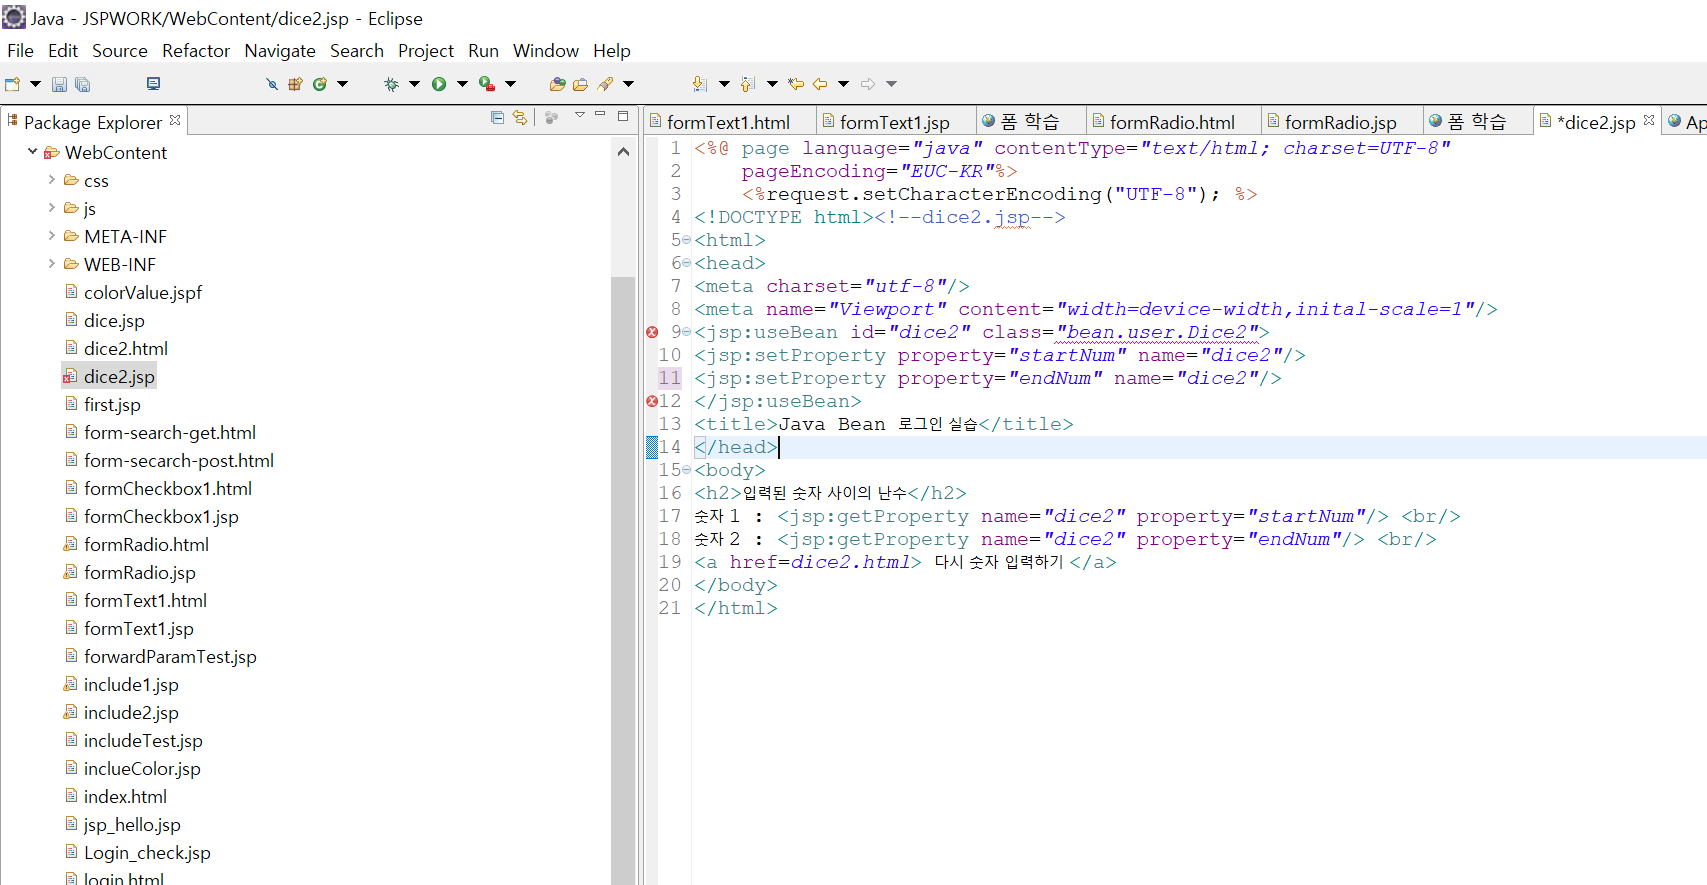 Java - JSPWORK/WebContent/dice2.jsp - Eclipse
File Edit Source Refactor Navigate Search Project Run Window Help
Package Explorer
WebContent
css
js
META-INF
WEB-INF
colorValue.jspf
dice.jsp
dice2.html
dice2.jsp
first.jsp
form-search-get.html
form-secarch-post.html
formCheckbox1.html
formCheckbox1.jsp
formRadio.html
formRadio.jsp
formText1.html
formText1.jsp
forwardParamTest.jsp
include1.jsp
include2.jsp
includeTest.jsp
inclueColor.jsp
index.html
jsp_hello.jsp
Login_check.jsp
login.html
formText1.html formText1.jsp 폼 학습 formRadio.html formRadio.jsp 폼 학습 *dice2.jsp Ap
1 <%@ page language="java" contentType="text/html; charset=UTF-8"
2 pageEncoding="EUC-KR"%>
3 <%request.setCharacterEncoding("UTF-8"); %>
4 <!DOCTYPE html><!--dice2.jsp-->
5 <html>
6 <head>
7 <meta charset="utf-8"/>
8 <meta name="Viewport" content="width=device-width,inital-scale=1"/>
9 <jsp:useBean id="dice2" class="bean.user.Dice2">
10 <jsp:setProperty property="startNum" name="dice2"/>
11 <jsp:setProperty property="endNum" name="dice2"/>
12 </jsp:useBean>
13 <title>Java Bean 로그인 실습</title>
14 </head>
15 <body>
16 <h2>입력된 숫자 사이의 난수</h2>
17 숫자 1 : <jsp:getProperty name="dice2" property="startNum"/> <br/>
18 숫자 2 : <jsp:getProperty name="dice2" property="endNum"/> <br/>
19 <a href=dice2.html> 다시 숫자 입력하기 </a>
20 </body>
21 </html>